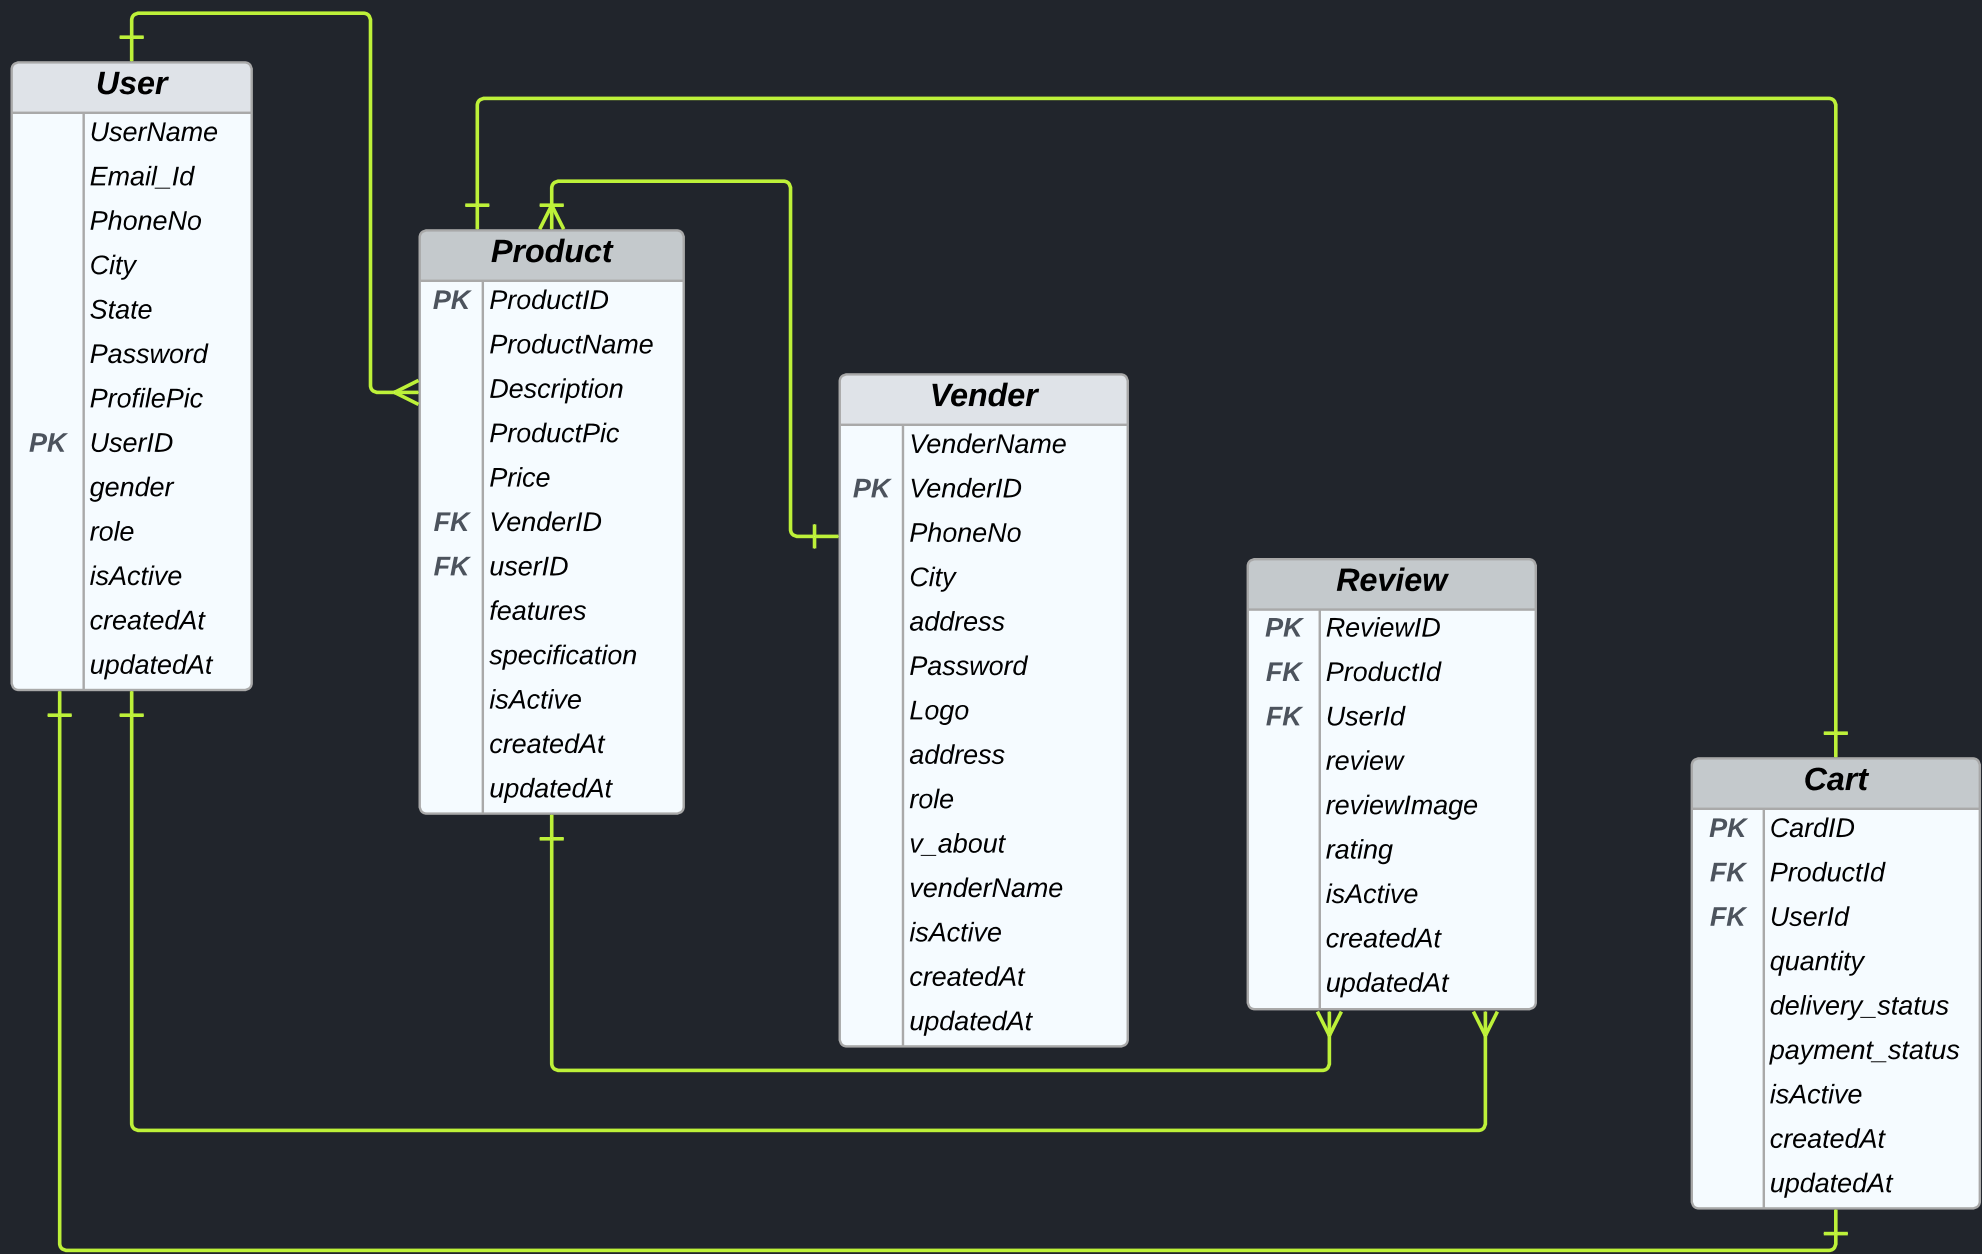 User
UserName
Email_Id
PhoneNo
City
State
Password
ProfilePic
PK UserID
gender
role
isActive
createdAt
updatedAt
Product
PK ProductID
ProductName
Description
ProductPic
Price
FK VenderID
FK userID
features
specification
isActive
createdAt
updatedAt
Vender
VenderName
PK VenderID
PhoneNo
City
address
Password
Logo
address
role
v_about
venderName
isActive
createdAt
updatedAt
Review
PK ReviewID
FK ProductId
FK UserId
review
reviewImage
rating
isActive
createdAt
updatedAt
Cart
PK CardID
FK ProductId
FK UserId
quantity
delivery_status
payment_status
isActive
createdAt
updatedAt